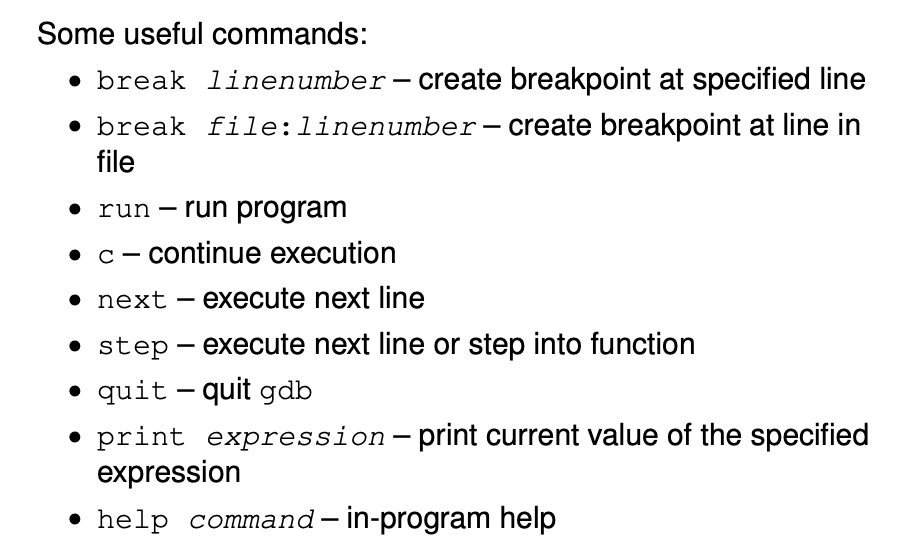 Some useful commands:
• break linenumber – create breakpoint at specified line
• break file:linenumber – create breakpoint at line in
file
• run – run program
• c – continue execution
• next – execute next line
• step – execute next line or step into function
• quit – quit gdb
• print expression – print current value of the specified
expression
• help command – in-program help